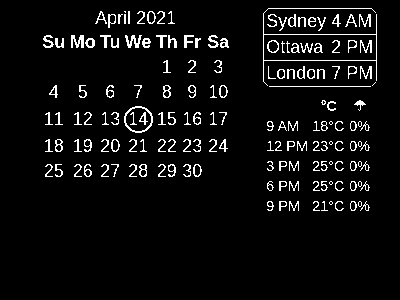 April 2021
Su Mo Tu We Th Fr Sa
1 2 3
4 5 6 7 8 9 10
11 12 13 14 15 16 17
18 19 20 21 22 23 24
25 26 27 28 29 30
Sydney 4 AM
Ottawa 2 PM
London 7 PM
°C
9 AM 18°C 0%
12 PM 23°C 0%
3 PM 25°C 0%
6 PM 25°C 0%
9 PM 21°C 0%